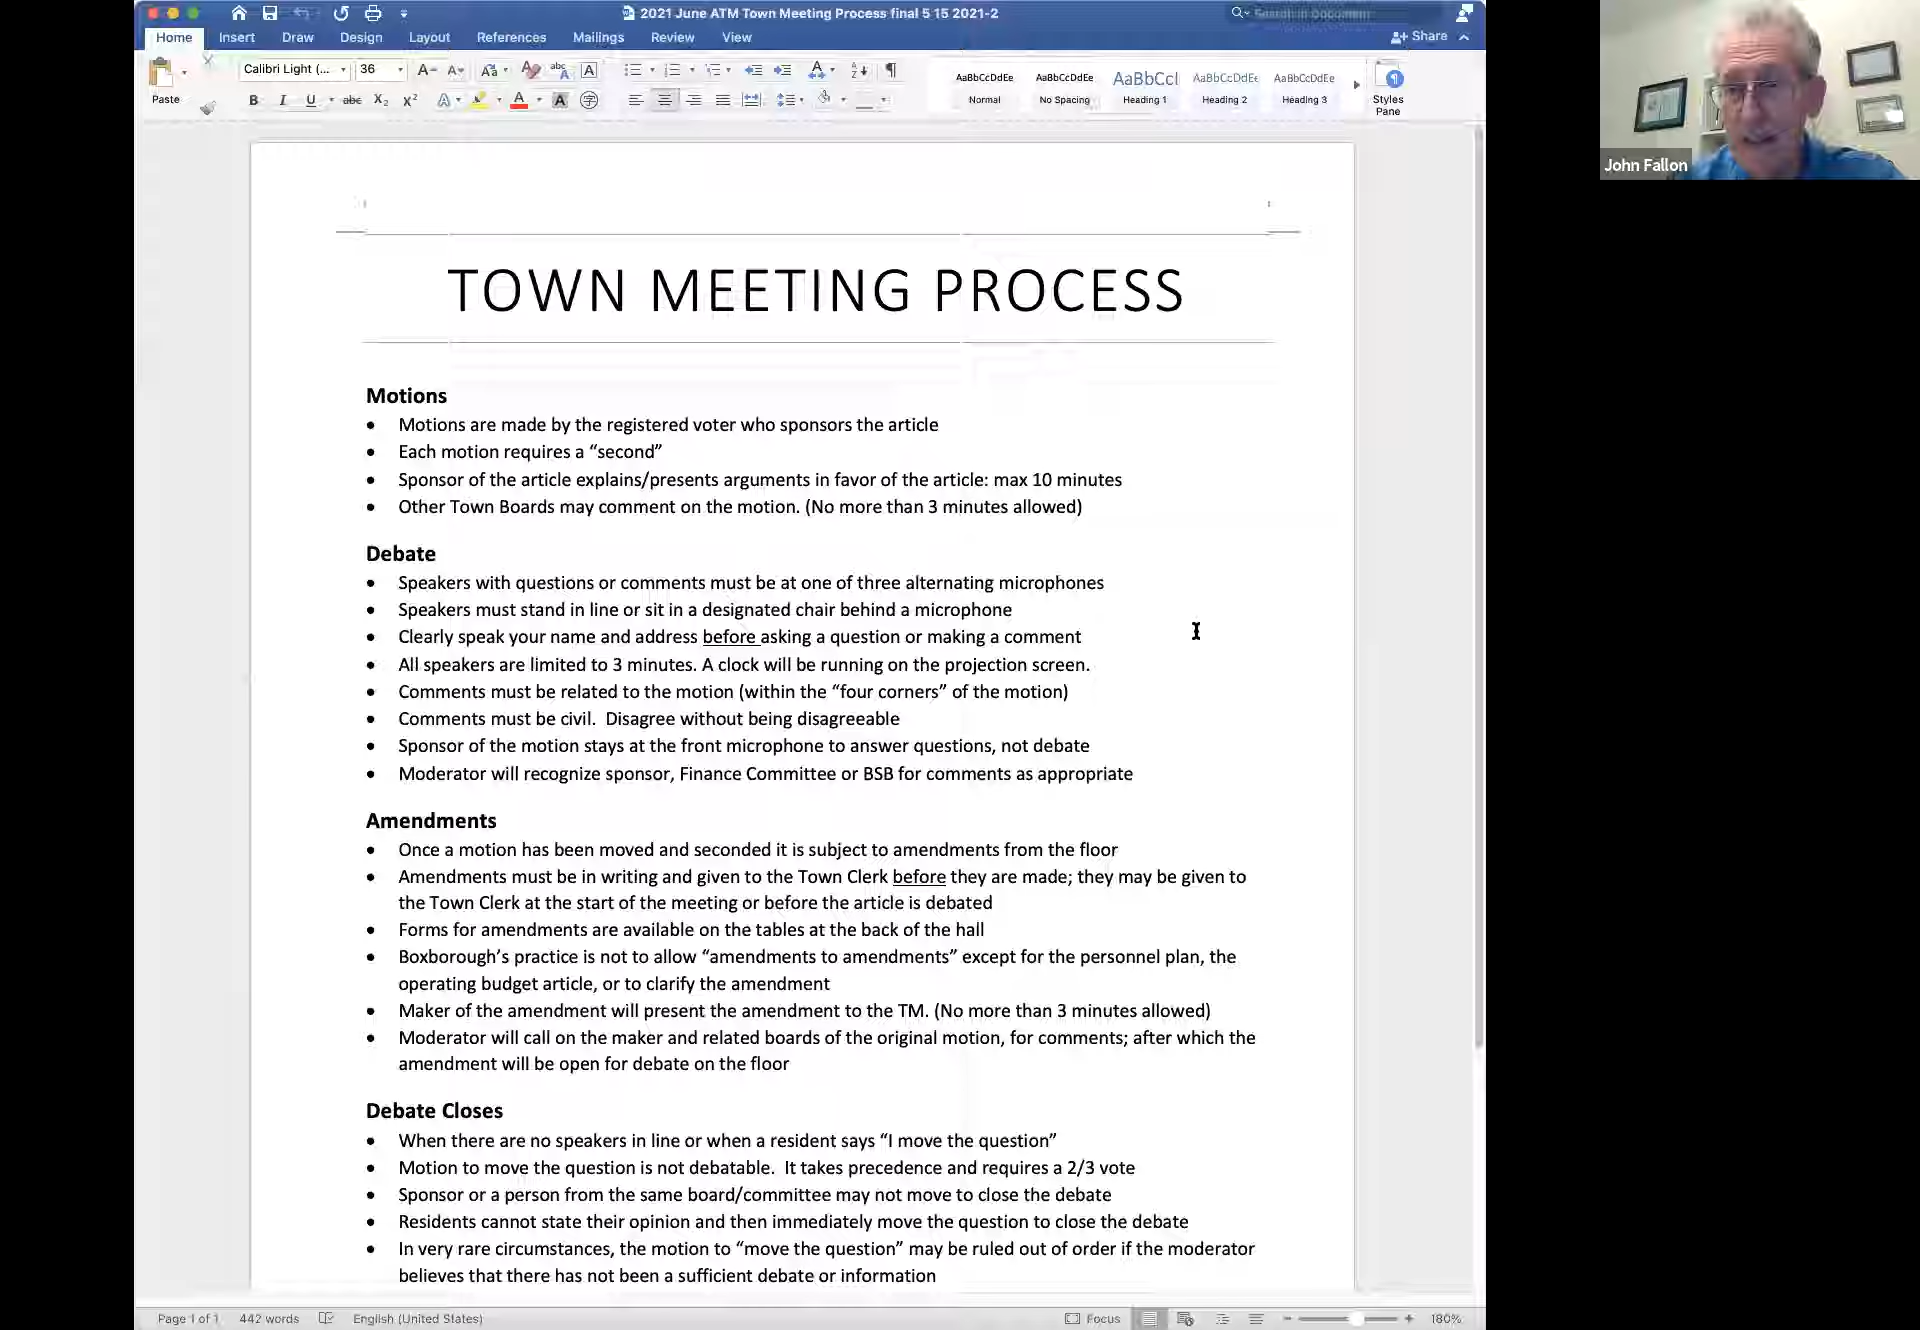 2021 June ATM Town Meeting Process final 5 15 2021-2
Search in Document
Home Insert Draw Design Layout References Mailings Review View
Share
Paste
Calibri Light (... 36
AaBbCcDdEe AaBbCcDdEe AaBbCcI AaBbCcDdEe AaBbCcDdEe
Normal No Spacing Heading 1 Heading 2 Heading 3
Styles
Pane
John Fallon
TOWN MEETING PROCESS
Motions
• Motions are made by the registered voter who sponsors the article
• Each motion requires a “second”
• Sponsor of the article explains/presents arguments in favor of the article: max 10 minutes
• Other Town Boards may comment on the motion. (No more than 3 minutes allowed)
Debate
• Speakers with questions or comments must be at one of three alternating microphones
• Speakers must stand in line or sit in a designated chair behind a microphone
• Clearly speak your name and address before asking a question or making a comment
• All speakers are limited to 3 minutes. A clock will be running on the projection screen.
• Comments must be related to the motion (within the “four corners” of the motion)
• Comments must be civil.  Disagree without being disagreeable
• Sponsor of the motion stays at the front microphone to answer questions, not debate
• Moderator will recognize sponsor, Finance Committee or BSB for comments as appropriate
Amendments
• Once a motion has been moved and seconded it is subject to amendments from the floor
• Amendments must be in writing and given to the Town Clerk before they are made; they may be given to
the Town Clerk at the start of the meeting or before the article is debated
• Forms for amendments are available on the tables at the back of the hall
• Boxborough’s practice is not to allow “amendments to amendments” except for the personnel plan, the
operating budget article, or to clarify the amendment
• Maker of the amendment will present the amendment to the TM. (No more than 3 minutes allowed)
• Moderator will call on the maker and related boards of the original motion, for comments; after which the
amendment will be open for debate on the floor
Debate Closes
• When there are no speakers in line or when a resident says “I move the question”
• Motion to move the question is not debatable.  It takes precedence and requires a 2/3 vote
• Sponsor or a person from the same board/committee may not move to close the debate
• Residents cannot state their opinion and then immediately move the question to close the debate
• In very rare circumstances, the motion to “move the question” may be ruled out of order if the moderator
believes that there has not been a sufficient debate or information
Page 1 of 1 442 words English (United States) Focus 180%